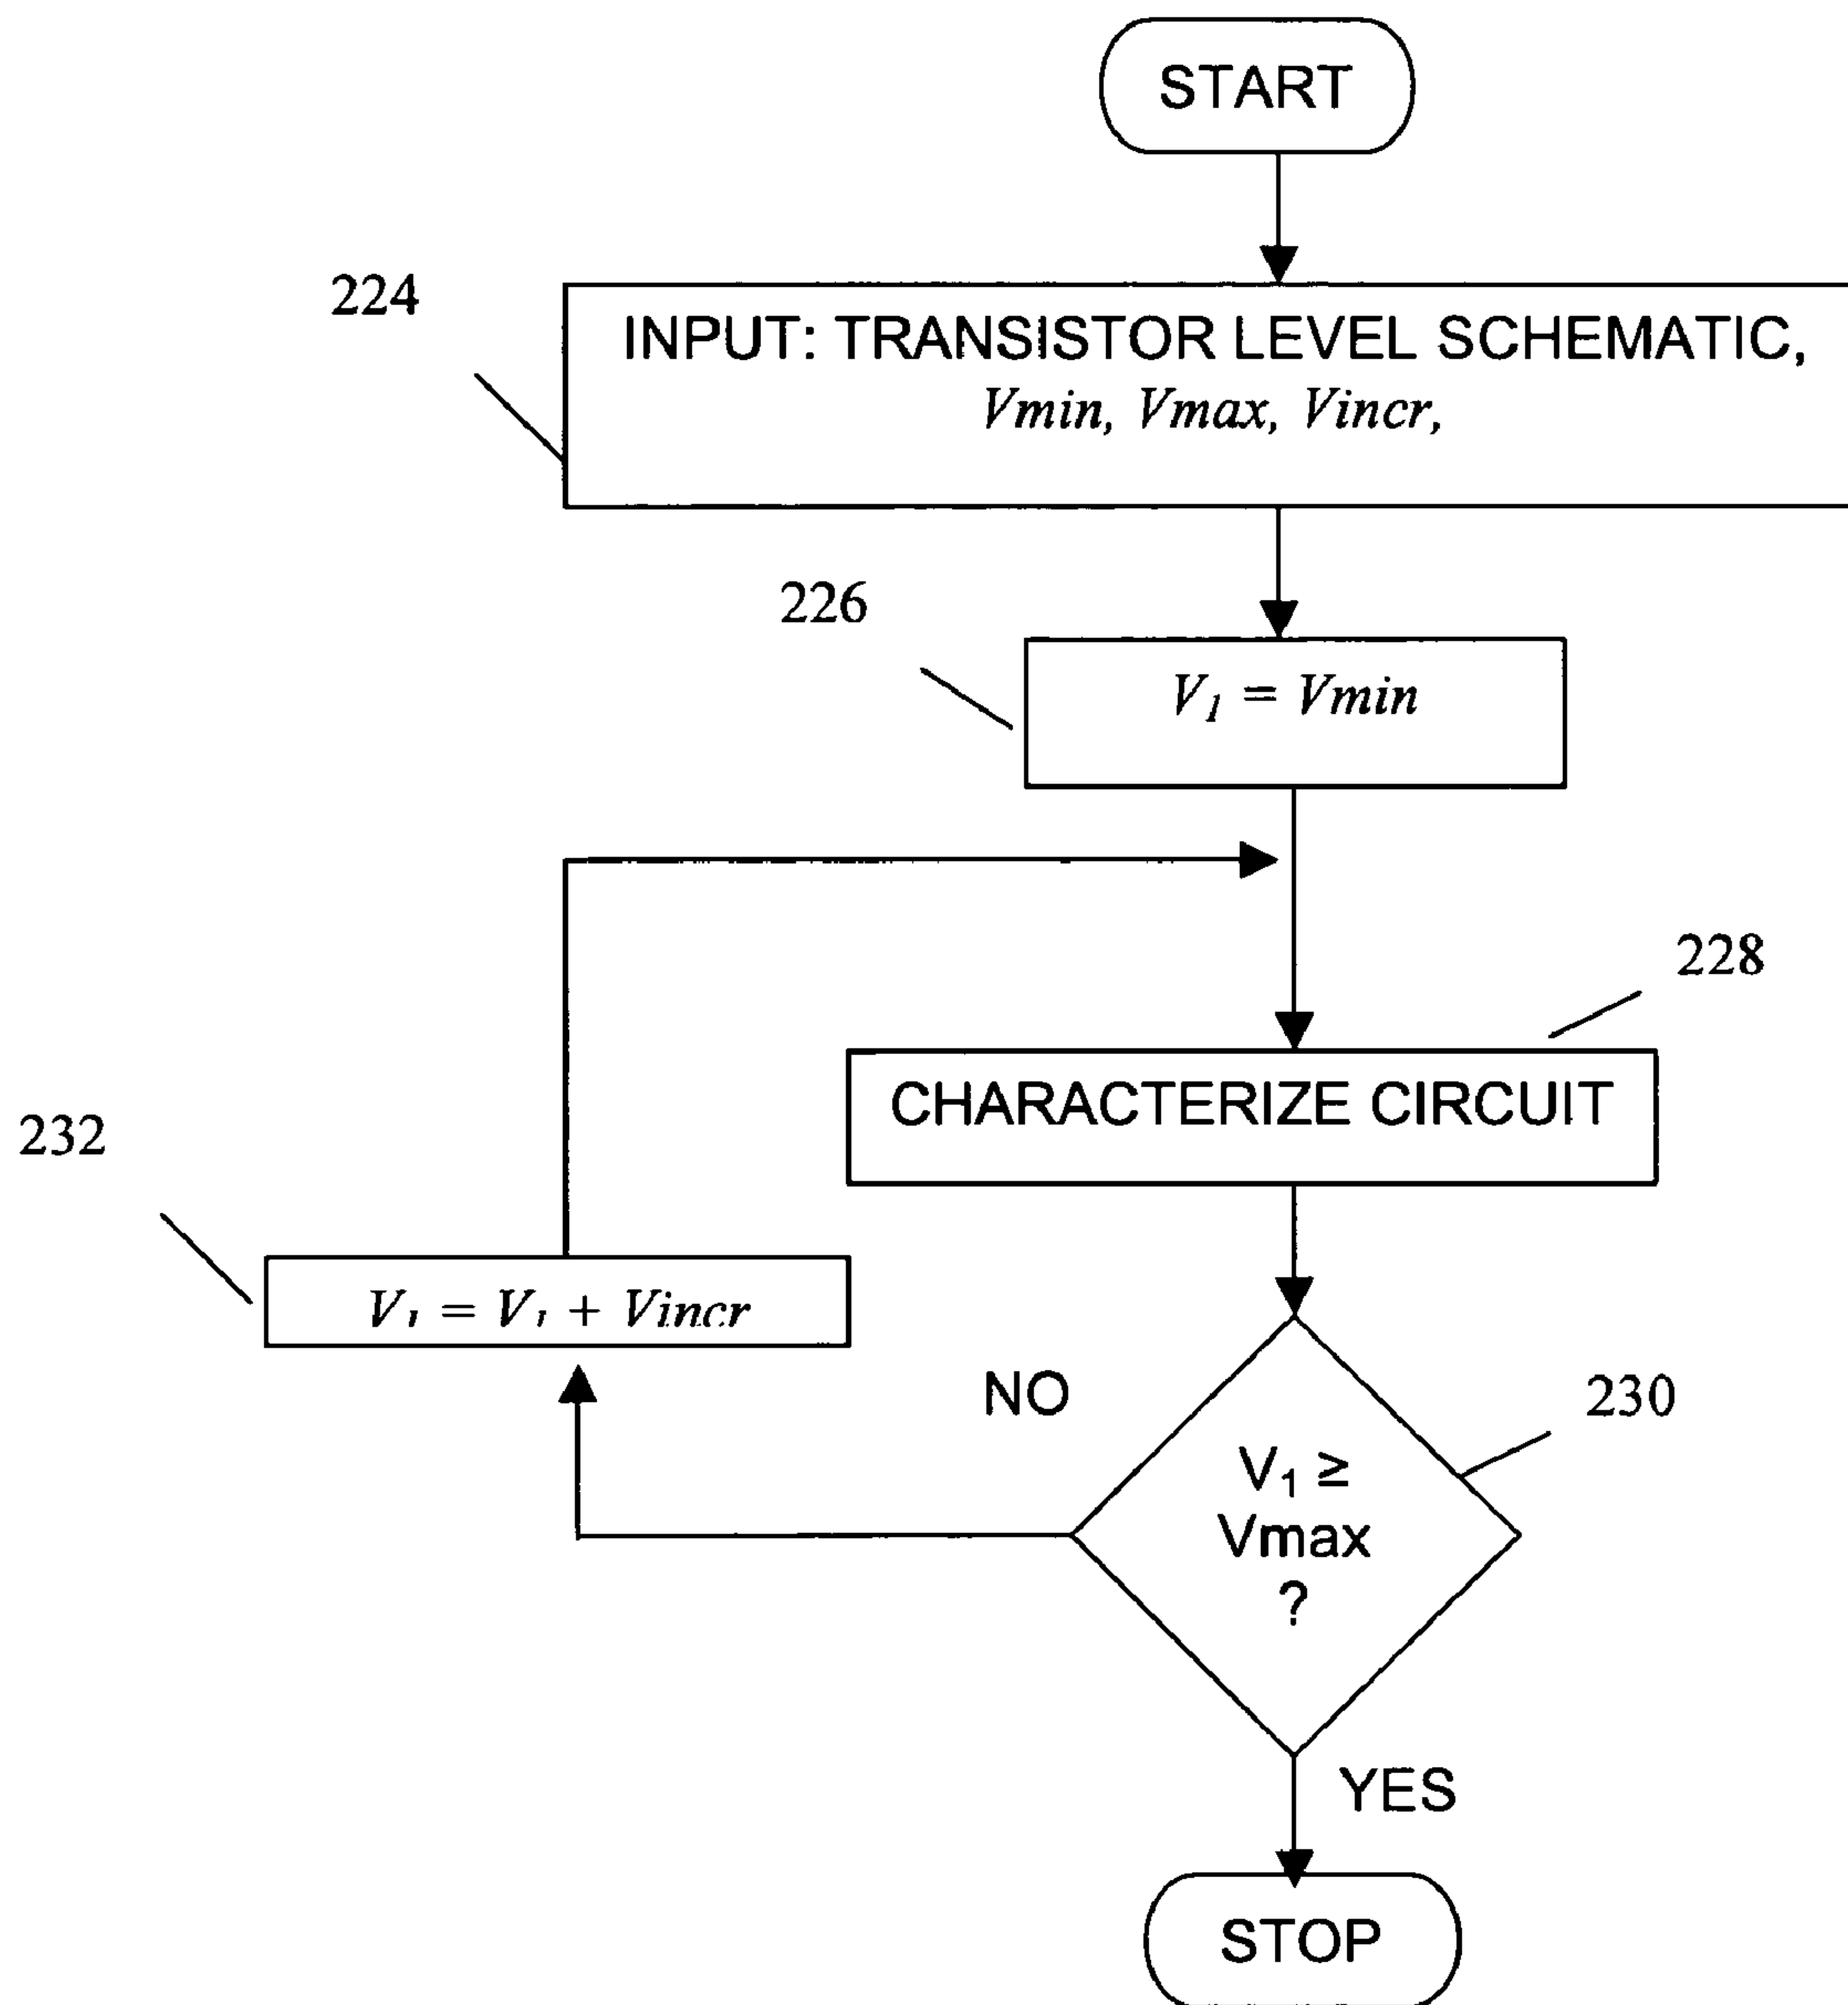 START
224
INPUT: TRANSISTOR LEVEL SCHEMATIC,
Vmin, Vmax, Vincr,
226
V₁ = Vmin
228
CHARACTERIZE CIRCUIT
232
V₁ = V₁ + Vincr
NO
230
V₁ ≥
Vmax
?
YES
STOP